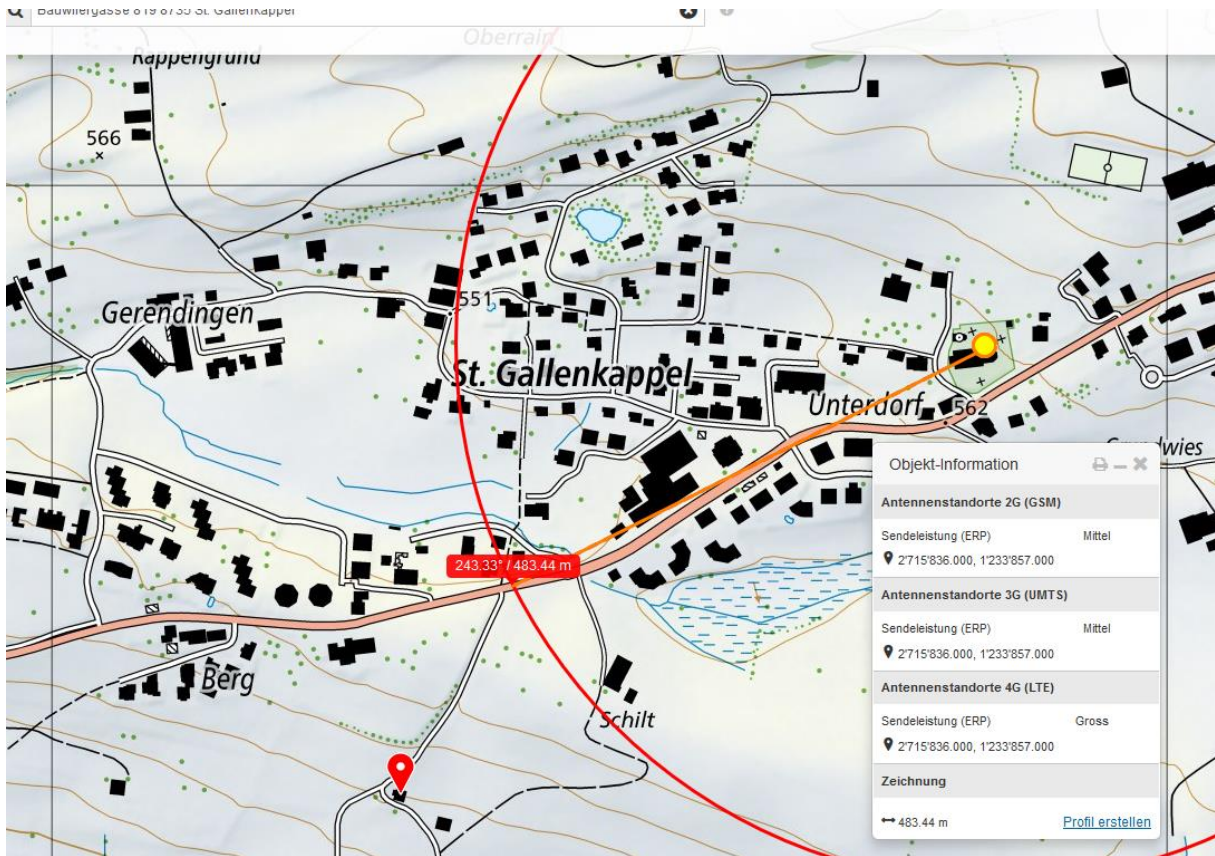 Bauwilergasse 819 8735 St. Gallenkappel
Oberrain
Rappengrund
566
551
Gerendingen
St. Gallenkappel
Unterdorf
562
243.33° / 483.44 m
Berg
Schilt
Objekt-Information
Antennenstandorte 2G (GSM)
Sendeleistung (ERP) Mittel
2'715'836.000, 1'233'857.000
Antennenstandorte 3G (UMTS)
Sendeleistung (ERP) Mittel
2'715'836.000, 1'233'857.000
Antennenstandorte 4G (LTE)
Sendeleistung (ERP) Gross
2'715'836.000, 1'233'857.000
Zeichnung
483.44 m Profil erstellen